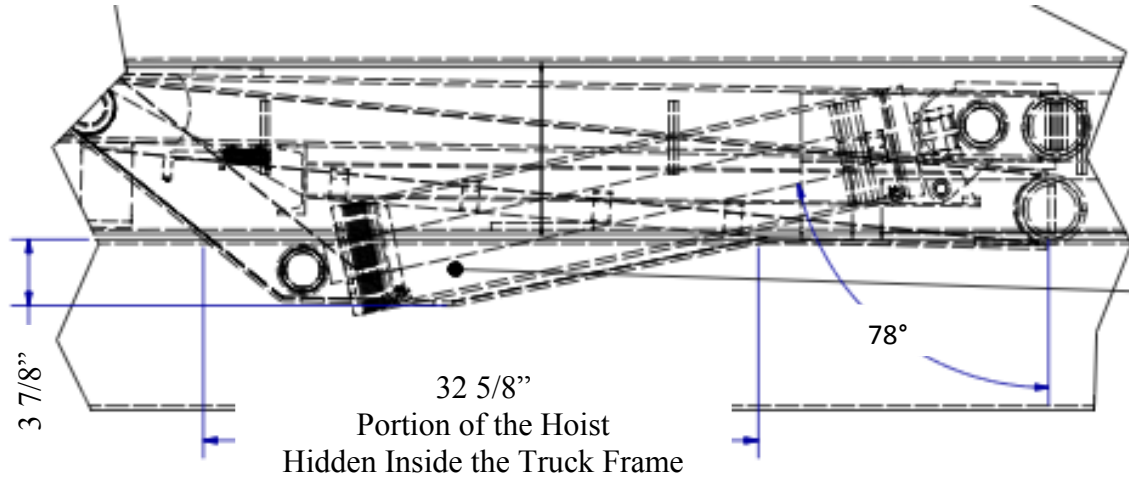 78°
3 7/8”
32 5/8”
Portion of the Hoist
Hidden Inside the Truck Frame